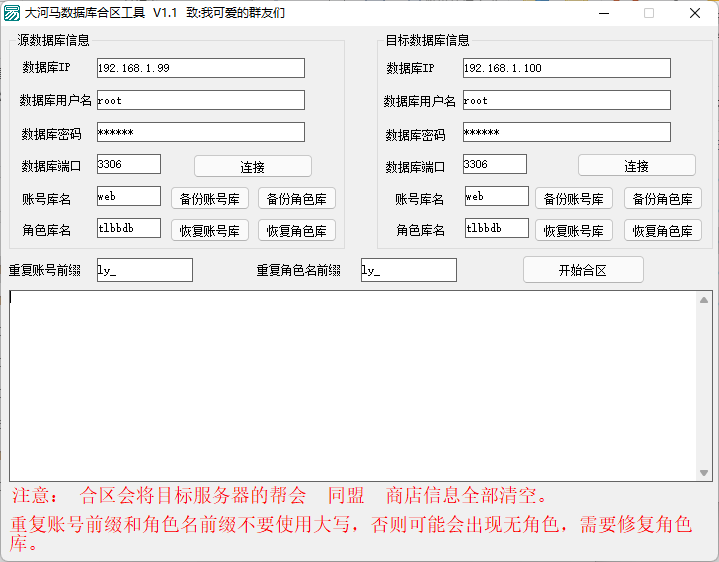 大河马数据库合区工具 V1.1 致:我可爱的群友们
源数据库信息
数据库IP 192.168.1.99
数据库用户名 root
数据库密码 ******
数据库端口 3306 连接
账号库名 web 备份账号库 备份角色库
角色库名 tlbbdb 恢复账号库 恢复角色库
目标数据库信息
数据库IP 192.168.1.100
数据库用户名 root
数据库密码 ******
数据库端口 3306 连接
账号库名 web 备份账号库 备份角色库
角色库名 tlbbdb 恢复账号库 恢复角色库
重复账号前缀 ly_ 重复角色名前缀 ly_ 开始合区
注意： 合区会将目标服务器的帮会 同盟 商店信息全部清空。
重复账号前缀和角色名前缀不要使用大写，否则可能会出现无角色，需要修复角色
库。